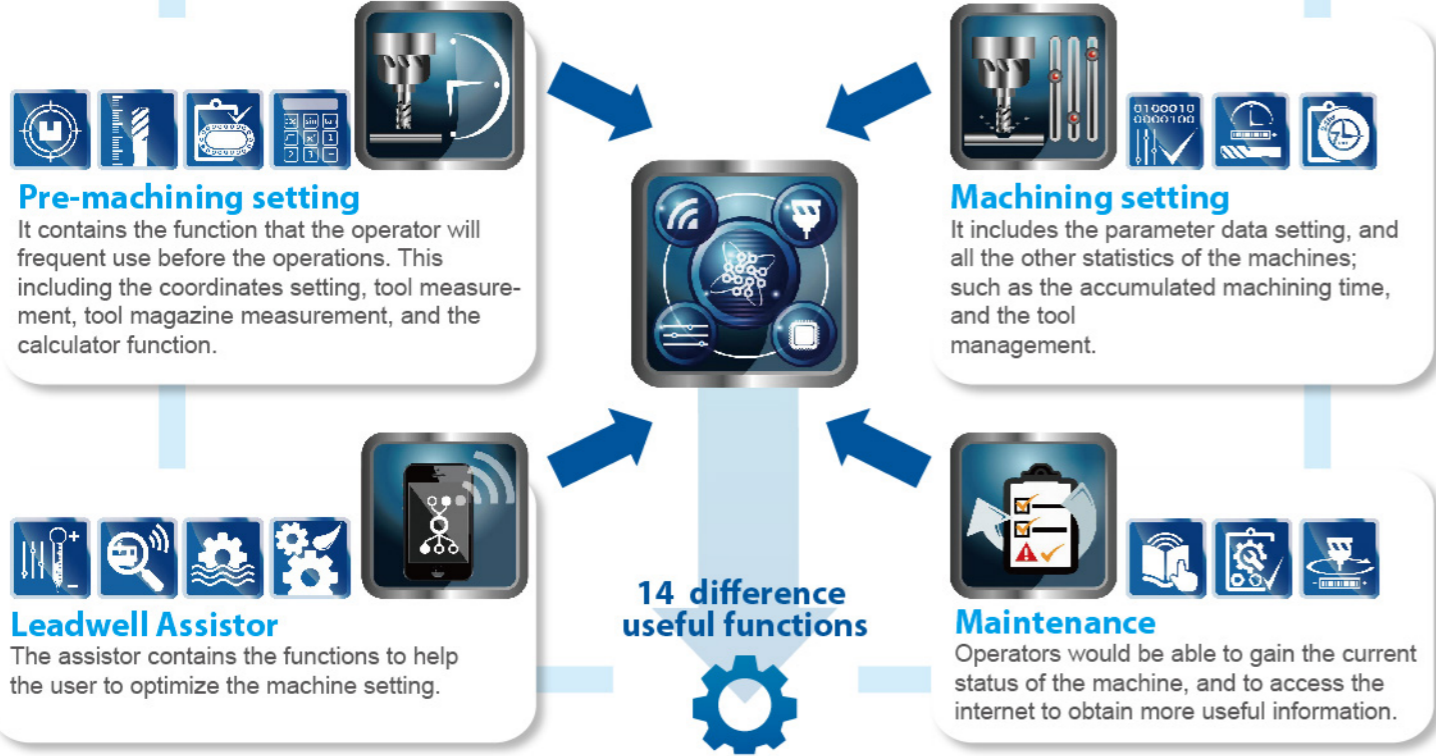 Pre-machining setting
It contains the function that the operator will
frequent use before the operations. This
including the coordinates setting, tool measure-
ment, tool magazine measurement, and the
calculator function.
0100010
0000100
Machining setting
It includes the parameter data setting, and
all the other statistics of the machines;
such as the accumulated machining time,
and the tool
management.
Leadwell Assistor
The assistor contains the functions to help
the user to optimize the machine setting.
14 difference
useful functions
Maintenance
Operators would be able to gain the current
status of the machine, and to access the
internet to obtain more useful information.